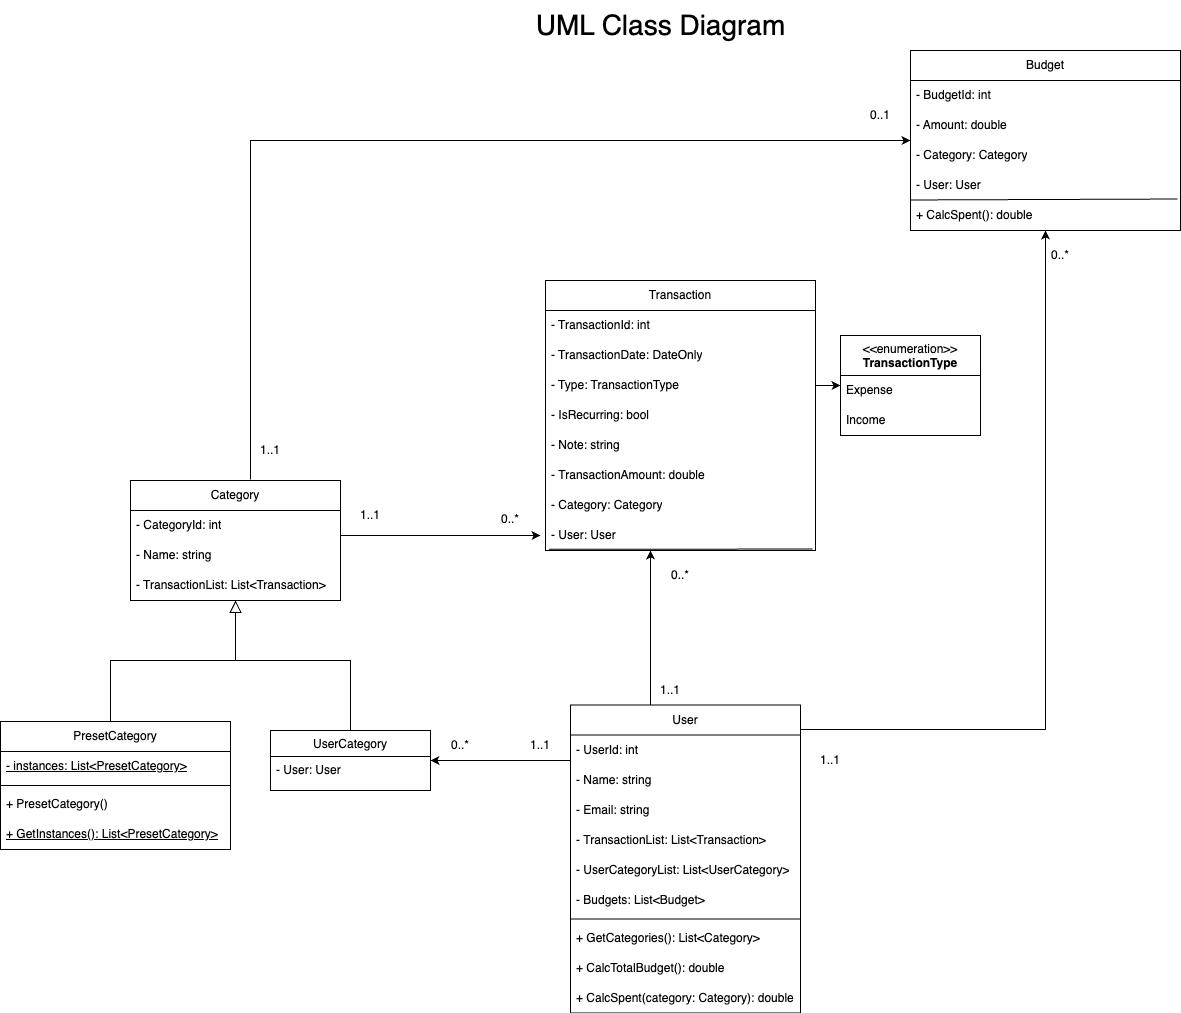 UML Class Diagram
Budget
- BudgetId: int
- Amount: double
- Category: Category
- User: User
+ CalcSpent(): double
0..1
0..*
Transaction
- TransactionId: int
- TransactionDate: DateOnly
- Type: TransactionType
- IsRecurring: bool
- Note: string
- TransactionAmount: double
- Category: Category
- User: User
<<enumeration>>
TransactionType
Expense
Income
1..1
Category
- CategoryId: int
- Name: string
- TransactionList: List<Transaction>
1..1
0..*
0..*
1..1
PresetCategory
- instances: List<PresetCategory>
+ PresetCategory()
+ GetInstances(): List<PresetCategory>
UserCategory
- User: User
0..*
1..1
User
- UserId: int
- Name: string
- Email: string
- TransactionList: List<Transaction>
- UserCategoryList: List<UserCategory>
- Budgets: List<Budget>
+ GetCategories(): List<Category>
+ CalcTotalBudget(): double
+ CalcSpent(category: Category): double
1..1